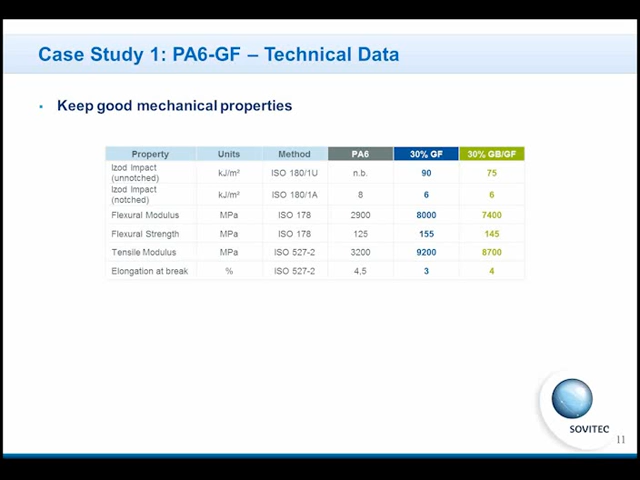 Case Study 1: PA6-GF – Technical Data
• Keep good mechanical properties
Property Units Method PA6 30% GF 30% GB/GF
Izod Impact
(unnotched) kJ/m² ISO 180/1U n.b. 90 75
Izod Impact
(notched) kJ/m² ISO 180/1A 8 6 6
Flexural Modulus MPa ISO 178 2900 8000 7400
Flexural Strength MPa ISO 178 125 155 145
Tensile Modulus MPa ISO 527-2 3200 9200 8700
Elongation at break % ISO 527-2 4,5 3 4
SOVITEC
11